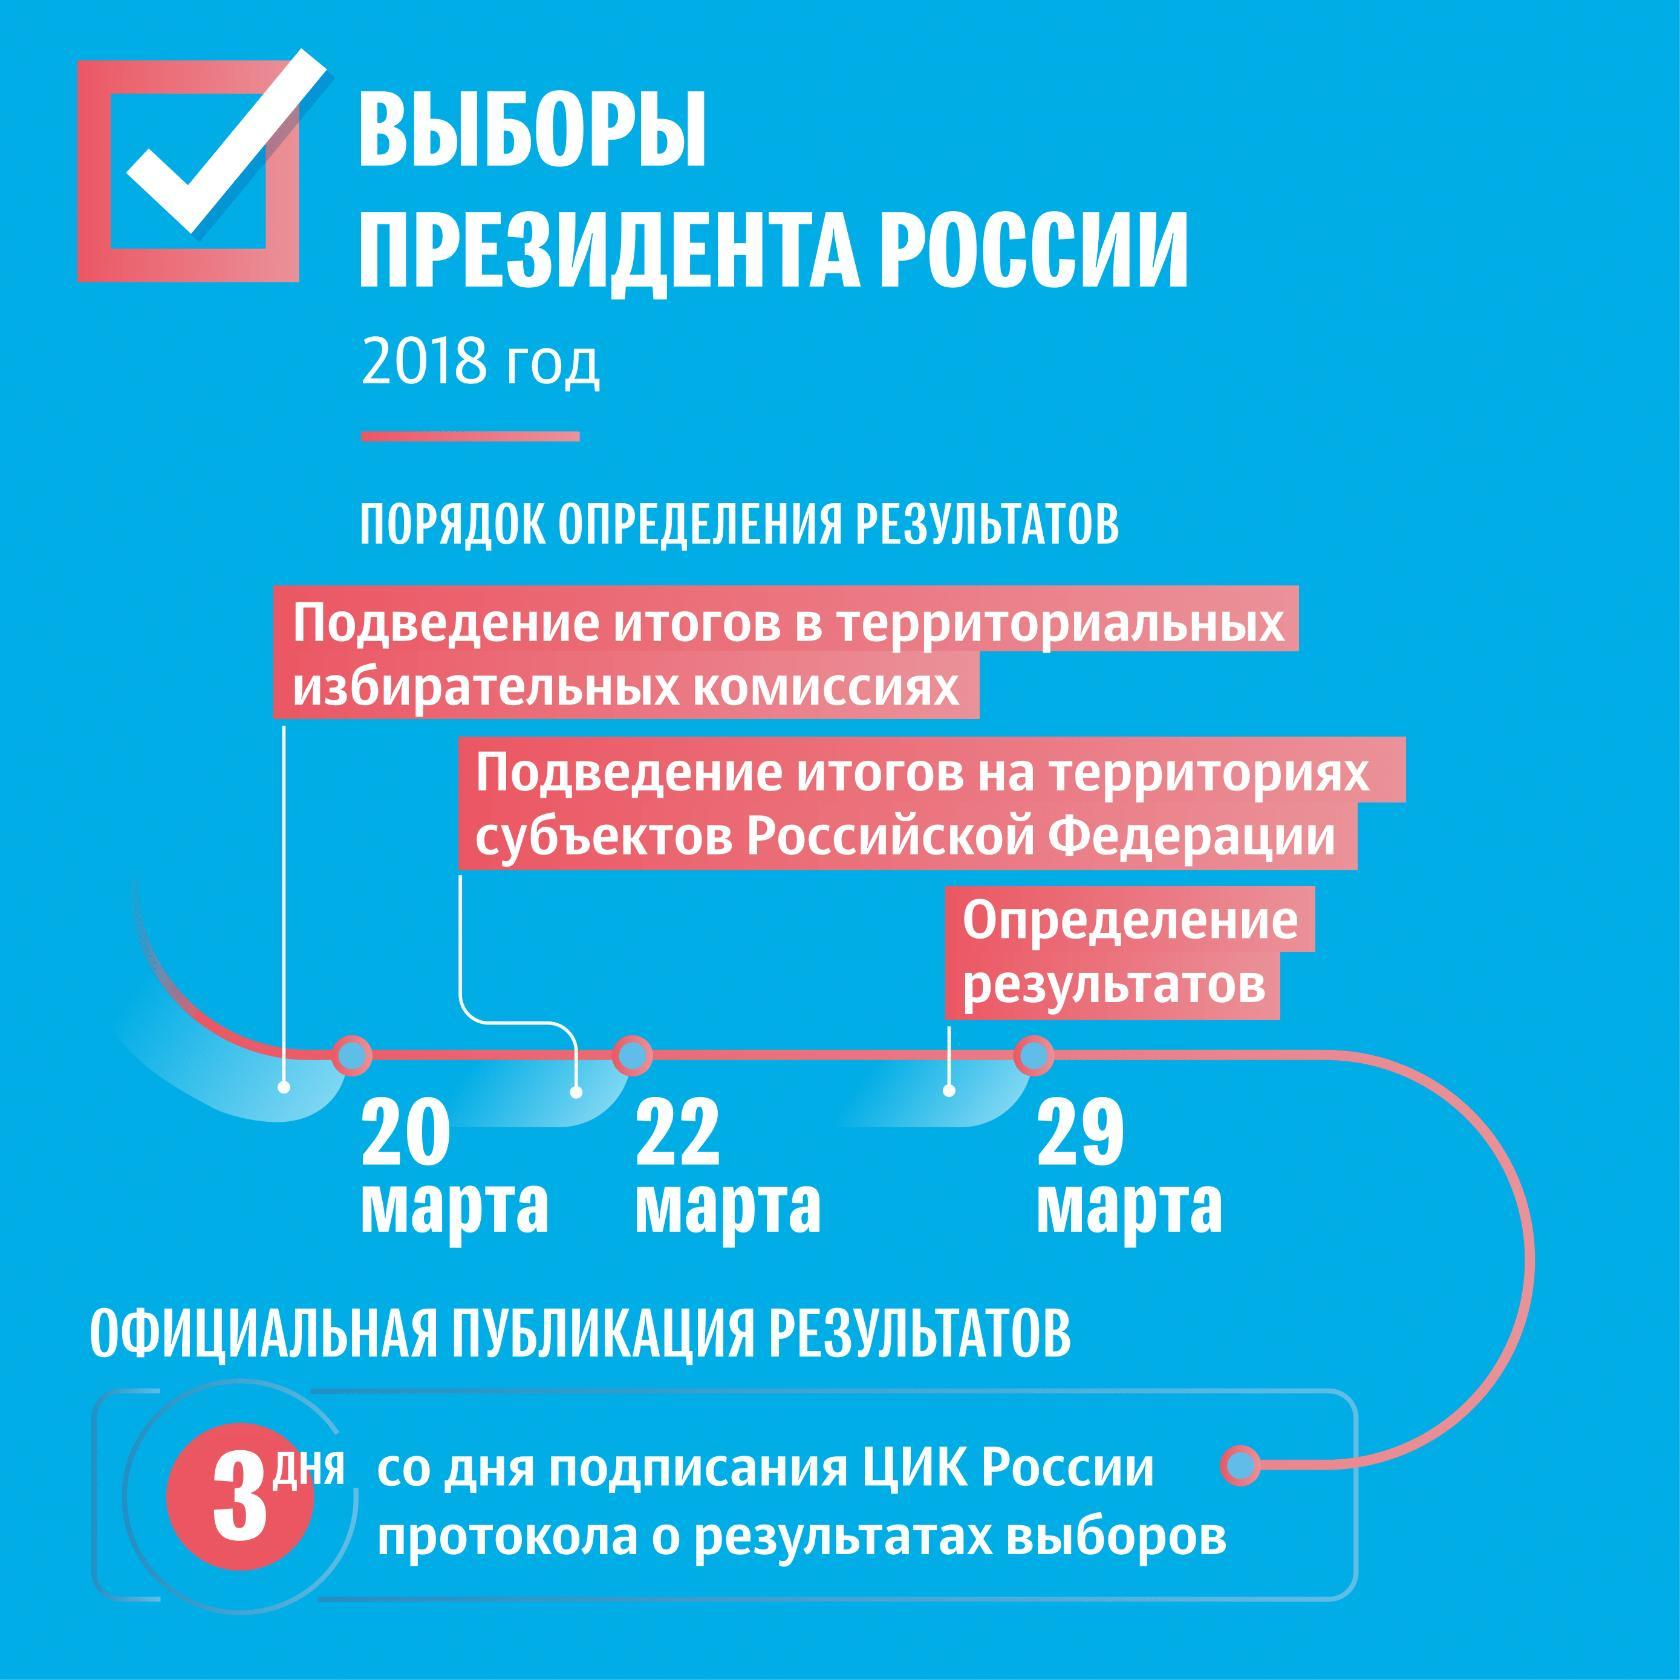 ВЫБОРЫ
ПРЕЗИДЕНТА РОССИИ
2018 год
ПОРЯДОК ОПРЕДЕЛЕНИЯ РЕЗУЛЬТАТОВ
Подведение итогов в территориальных
избирательных комиссиях
Подведение итогов на территориях
субъектов Российской Федерации
Определение
результатов
20
марта
22
марта
29
марта
ОФИЦИАЛЬНАЯ ПУБЛИКАЦИЯ РЕЗУЛЬТАТОВ
3 ДНЯ
со дня подписания ЦИК России
протокола о результатах выборов